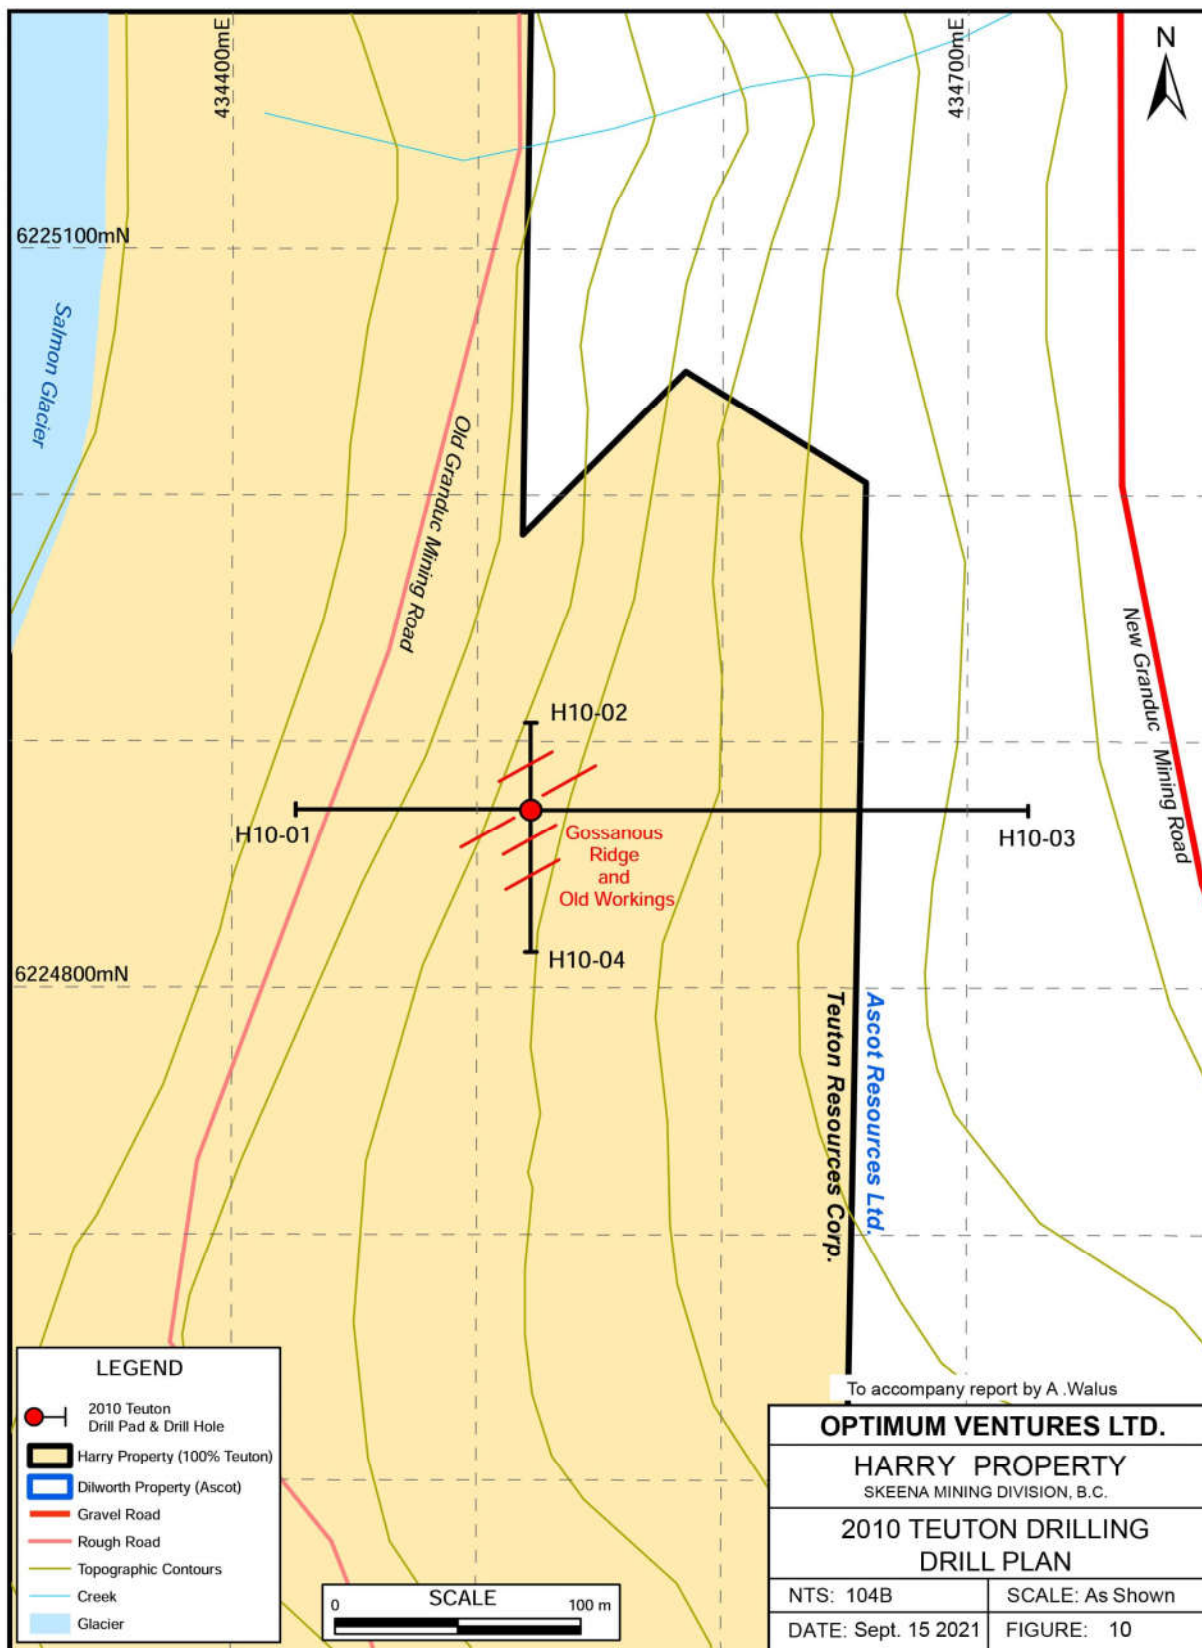 434400mE
434700mE
N
6225100mN
Salmon Glacier
Old Granduc Mining Road
New Granduc Mining Road
H10-02
H10-01
H10-03
Gossanous
Ridge
and
Old Workings
H10-04
6224800mN
Teuton Resources Corp.
Ascot Resources Ltd.
LEGEND
2010 Teuton
Drill Pad & Drill Hole
Harry Property (100% Teuton)
Dilworth Property (Ascot)
Gravel Road
Rough Road
Topographic Contours
Creek
Glacier
SCALE
0 100 m
To accompany report by A .Walus
OPTIMUM VENTURES LTD.
HARRY PROPERTY
SKEENA MINING DIVISION, B.C.
2010 TEUTON DRILLING
DRILL PLAN
NTS: 104B SCALE: As Shown
DATE: Sept. 15 2021 FIGURE: 10